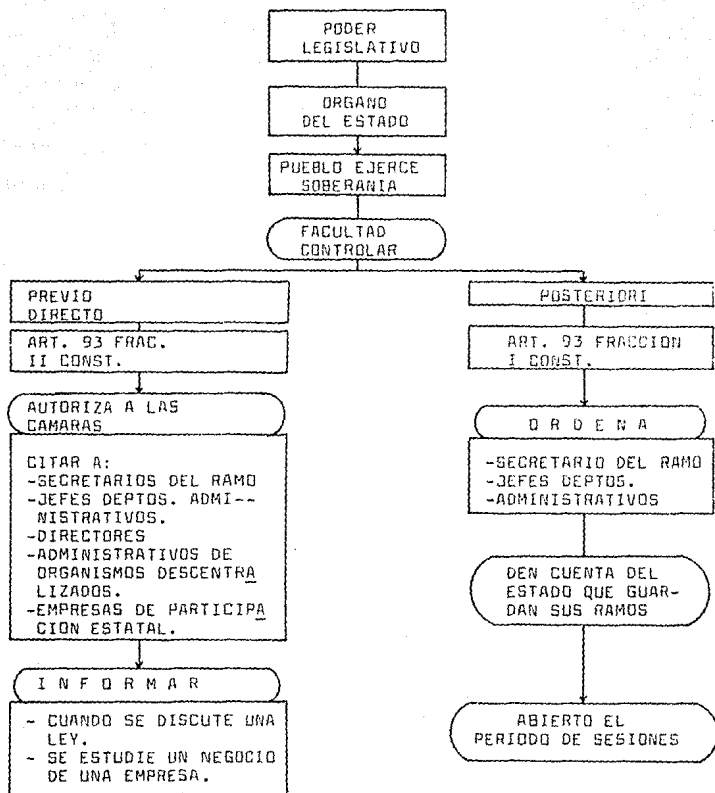 PODER
LEGISLATIVO
ORGANO
DEL ESTADO
PUEBLO EJERCE
SOBERANIA
FACULTAD
CONTROLAR
PREVIO
DIRECTO
ART. 93 FRAC.
II CONST.
AUTORIZA A LAS
CAMARAS
CITAR A:
-SECRETARIOS DEL RAMO
-JEFES DEPTOS. ADMI--
NISTRATIVOS.
-DIRECTORES
-ADMINISTRATIVOS DE
ORGANISMOS DESCENTRA
LIZADOS.
-EMPRESAS DE PARTICIPA
CION ESTATAL.
I N F O R M A R
- CUANDO SE DISCUTE UNA
LEY.
- SE ESTUDIE UN NEGOCIO
DE UNA EMPRESA.
POSTERIORI
ART. 93 FRACCION
I CONST.
O R D E N A
-SECRETARIO DEL RAMO
-JEFES DEPTOS.
-ADMINISTRATIVOS
DEN CUENTA DEL
ESTADO QUE GUAR-
DAN SUS RAMOS
ABIERTO EL
PERIODO DE SESIONES